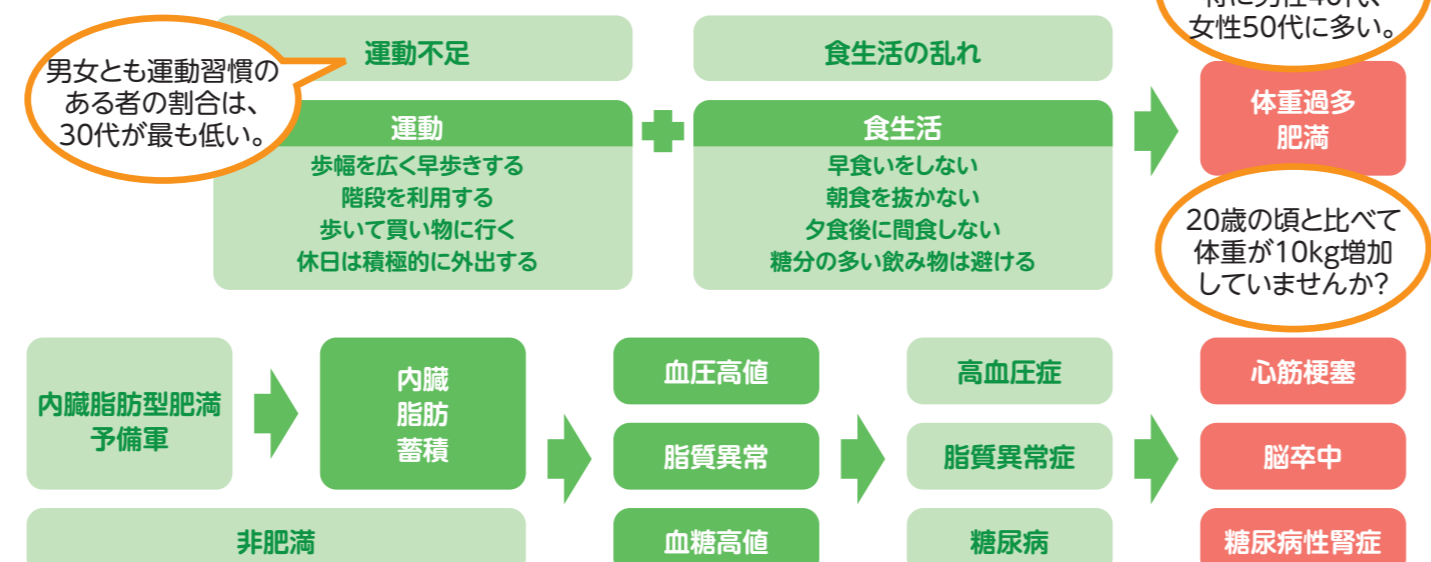 特に男性40代、
女性50代に多い。
男女とも運動習慣の
ある者の割合は、
30代が最も低い。
運動不足
食生活の乱れ
運動
歩幅を広く早歩きする
階段を利用する
歩いて買い物に行く
休日は積極的に外出する
食生活
早食いをしない
朝食を抜かない
夕食後に間食しない
糖分の多い飲み物は避ける
体重過多
肥満
20歳の頃と比べて
体重が10kg増加
していませんか?
内臓脂肪型肥満
予備軍
内臓
脂肪
蓄積
血圧高値
高血圧症
心筋梗塞
脂質異常
脂質異常症
脳卒中
非肥満
血糖高値
糖尿病
糖尿病性腎症